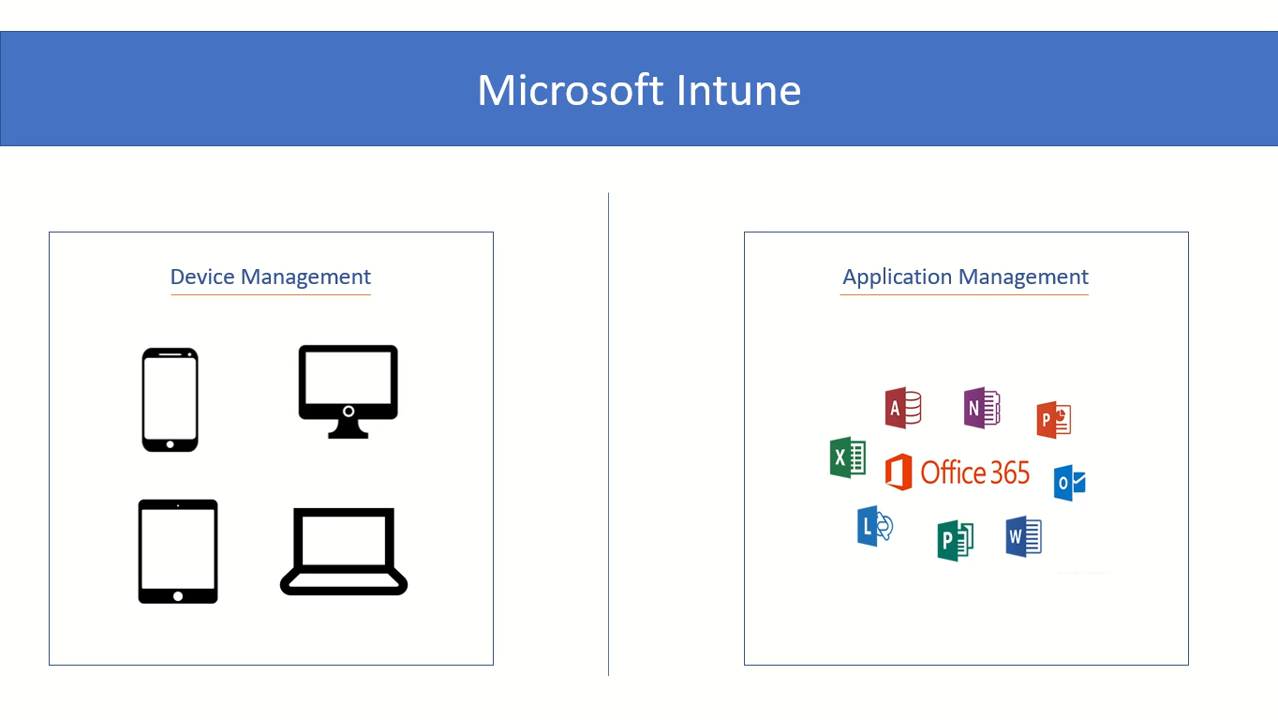 Microsoft Intune
Device Management
Application Management
A
N
P
X
Office 365
O
L
P
W